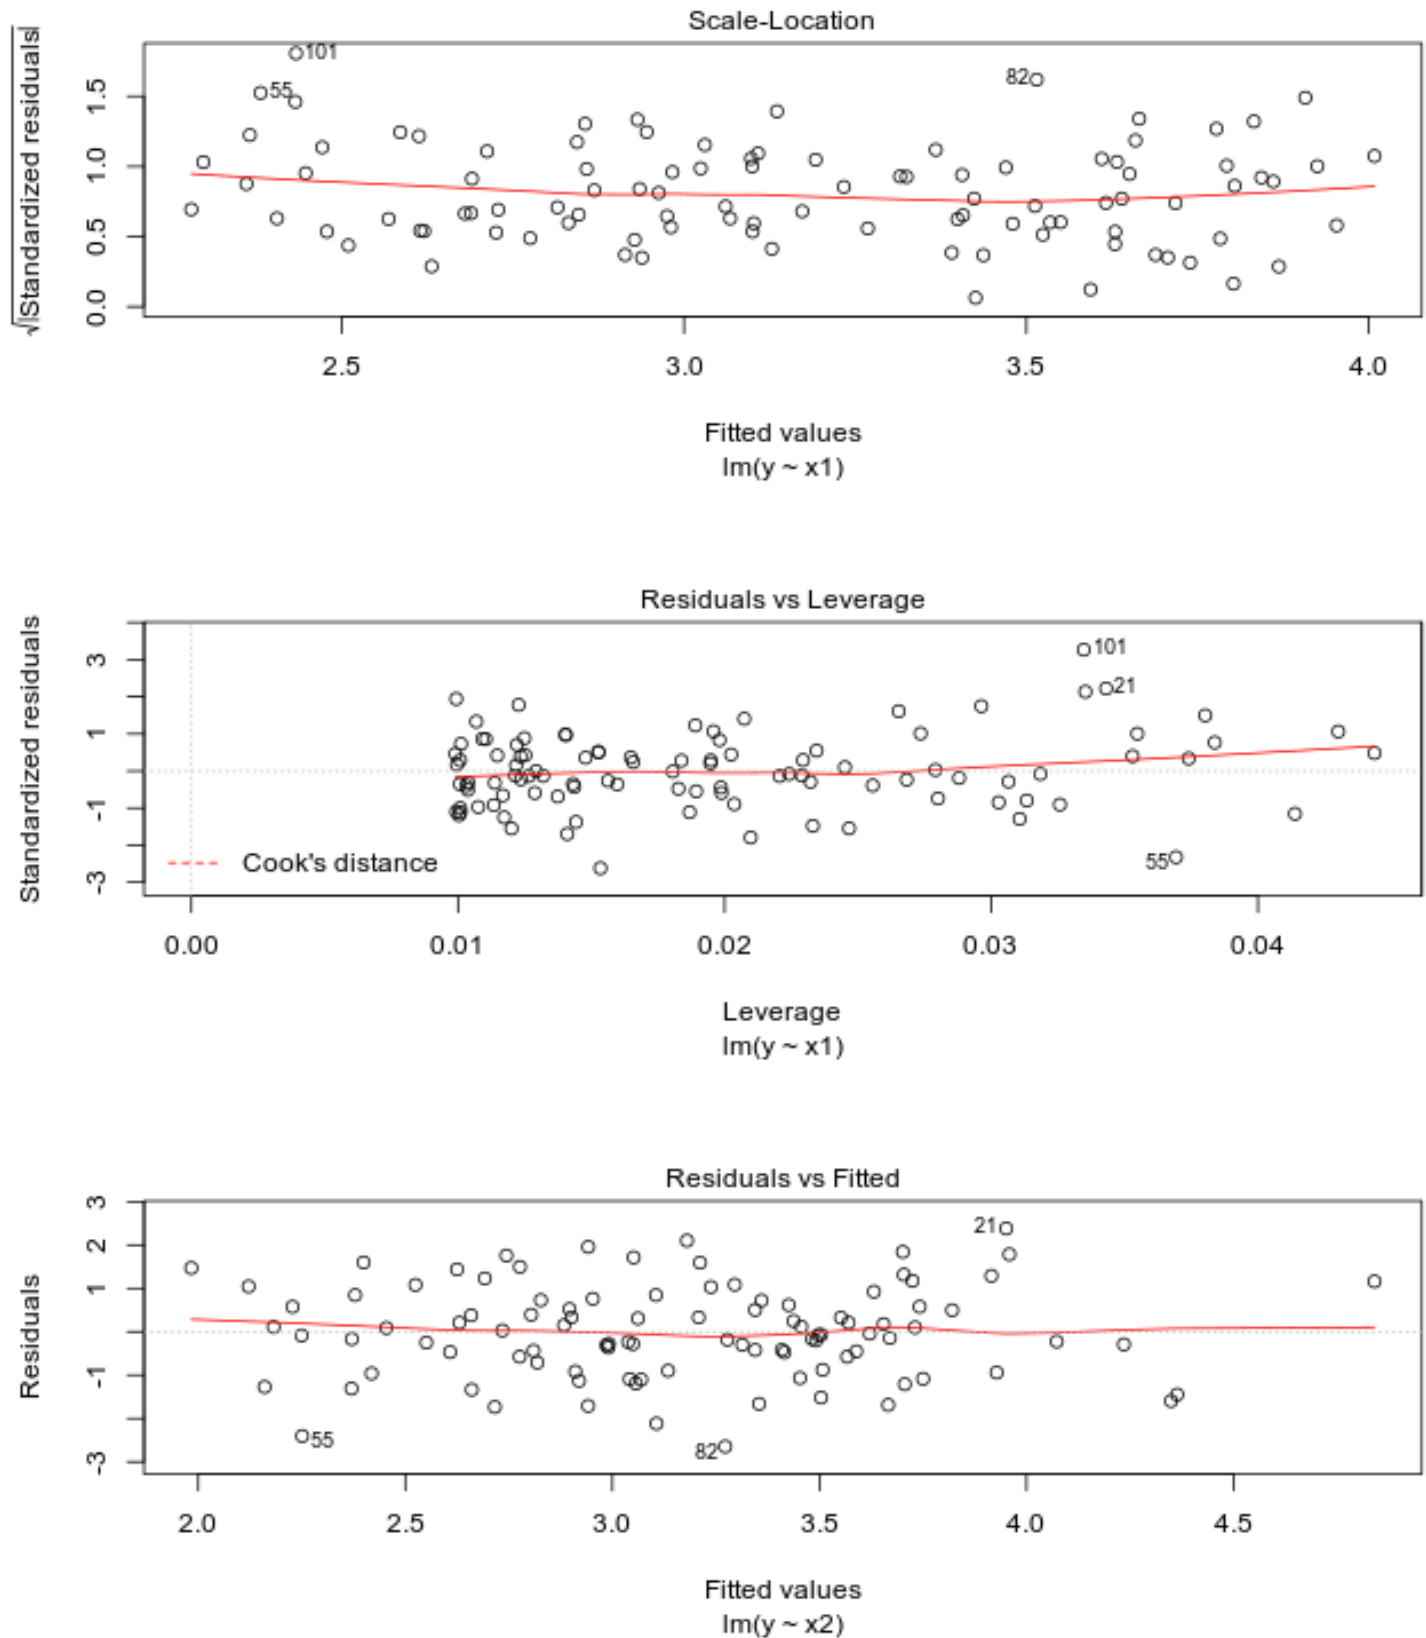 Scale-Location
√|Standardized residuals|
0.0 0.5 1.0 1.5
101
55
82
2.5 3.0 3.5 4.0
Fitted values
lm(y ~ x1)
Residuals vs Leverage
Standardized residuals
-3 -1 1 3
101
21
55
Cook's distance
0.00 0.01 0.02 0.03 0.04
Leverage
lm(y ~ x1)
Residuals vs Fitted
Residuals
-3 -1 1 2 3
21
55
82
2.0 2.5 3.0 3.5 4.0 4.5
Fitted values
lm(y ~ x2)